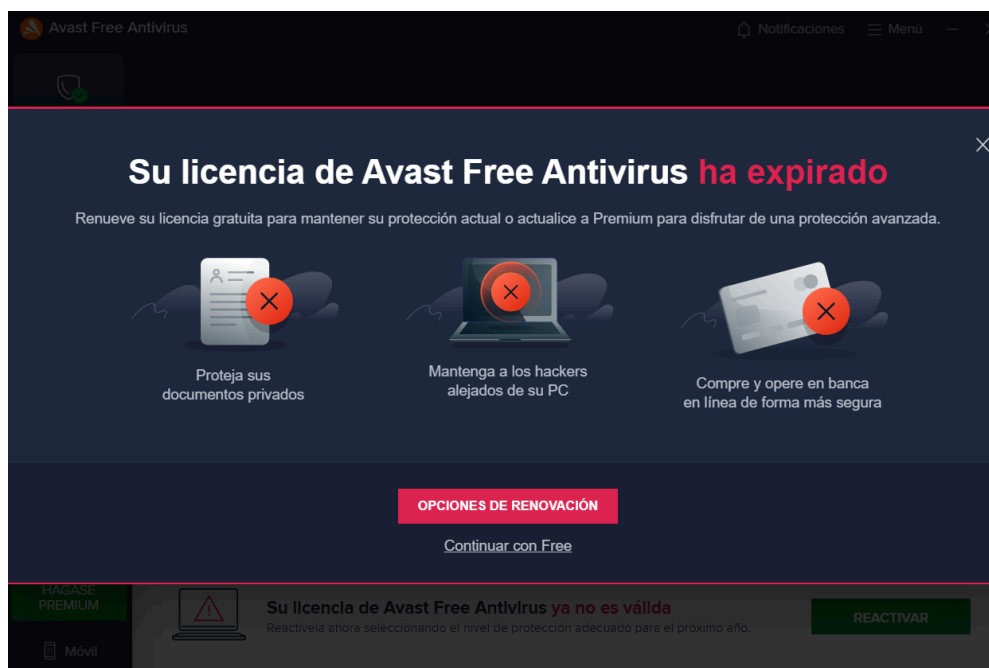 Avast Free Antivirus
Notificaciones
Menú
Su licencia de Avast Free Antivirus ha expirado
Renueve su licencia gratuita para mantener su protección actual o actualice a Premium para disfrutar de una protección avanzada.
Proteja sus
documentos privados
Mantenga a los hackers
alejados de su PC
Compre y opere en banca
en línea de forma más segura
OPCIONES DE RENOVACIÓN
Continuar con Free
HÁGASE
PREMIUM
Móvil
Su licencia de Avast Free Antivirus ya no es válida
Reactívela ahora seleccionando el nivel de protección adecuado para el próximo año.
REACTIVAR